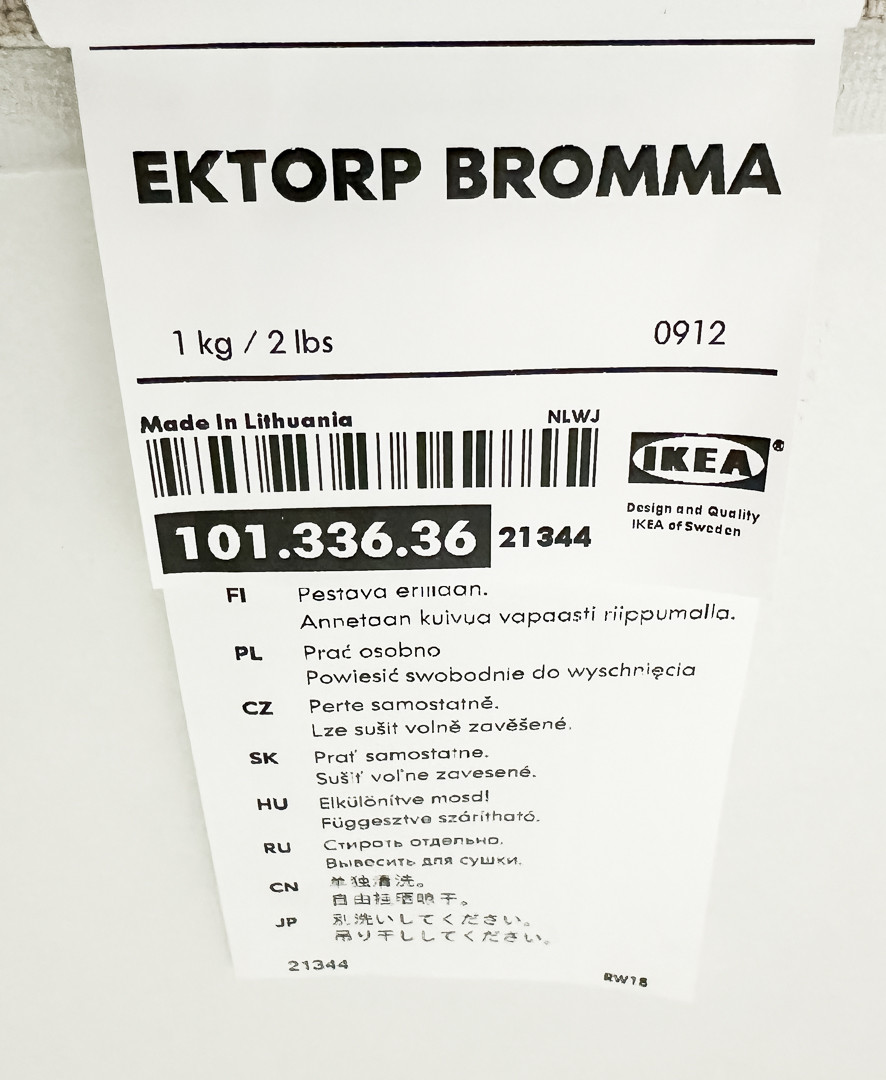 EKTORP BROMMA
1 kg / 2 lbs
0912
Made In Lithuania
NLWJ
IKEA®
Design and Quality
IKEA of Sweden
101.336.36 21344
FI Pestävä erillään.
Annetaan kuivua vapaasti riippumalla.
PL Prać osobno
Powiesić swobodnie do wyschnięcia
CZ Perte samostatně.
Lze sušit volně zavěšené.
SK Prať samostatne.
Sušiť voľne zavesené.
HU Elkülönítve mosd!
Függesztve szárítható.
RU Стирать отдельно.
Вывесить для сушки.
CN 单独清洗。
自由挂晒晾干。
JP 別洗いしてください。
吊り干ししてください。
21344
RW18